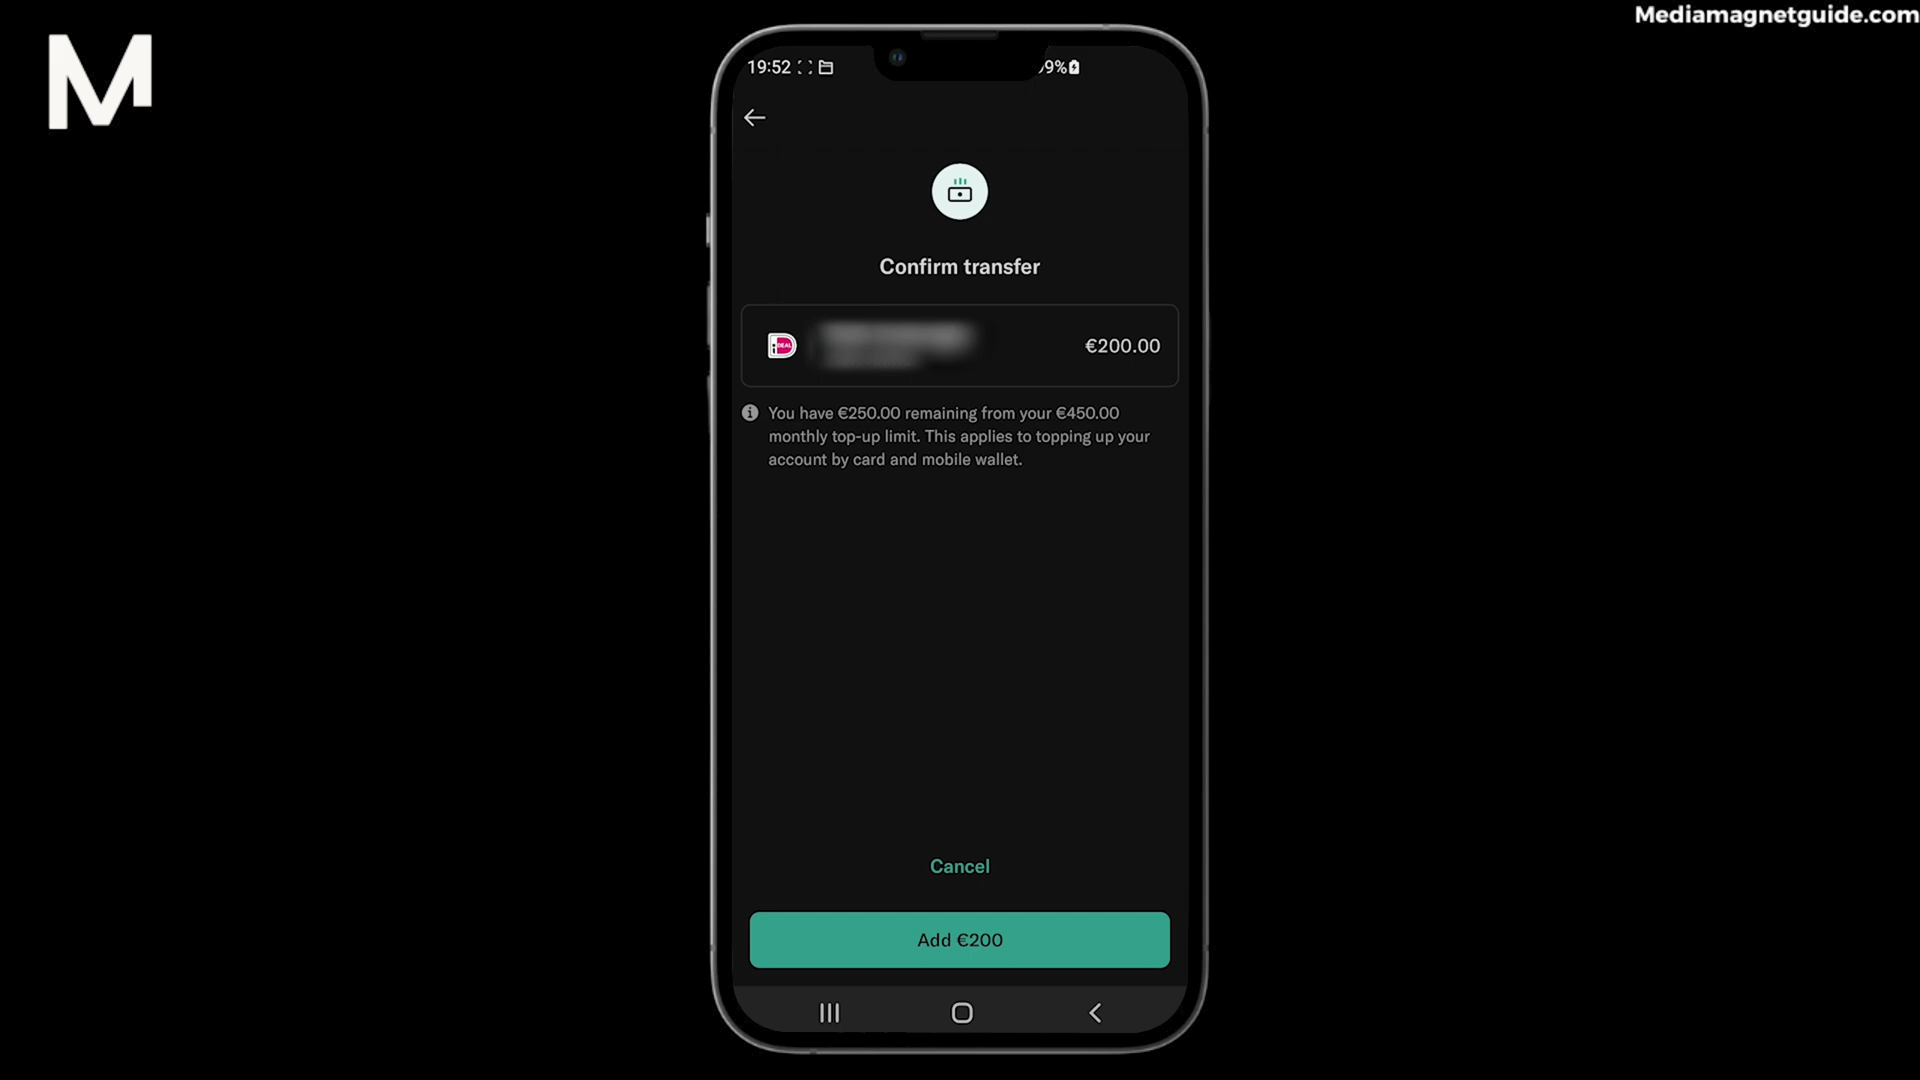 Mediamagnetguide.com
M
19:52
9%
Confirm transfer
iDEAL
€200.00
You have €250.00 remaining from your €450.00
monthly top-up limit. This applies to topping up your
account by card and mobile wallet.
Cancel
Add €200